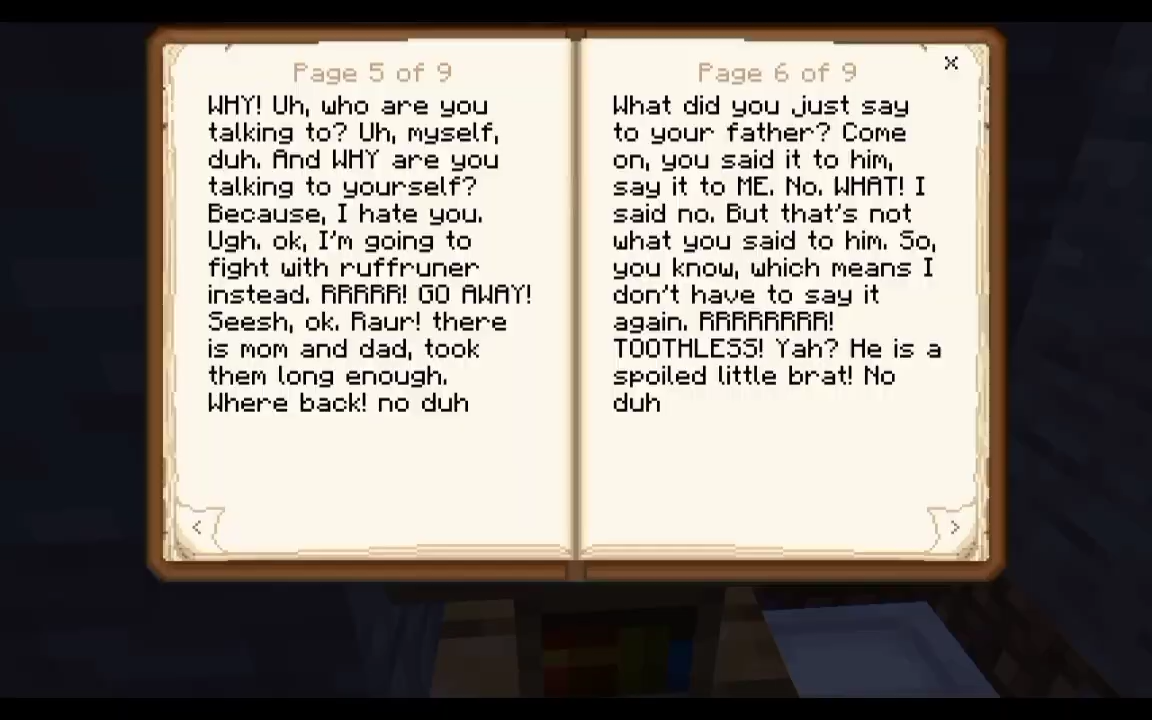 Page 5 of 9
WHY! Uh, who are you
talking to? Uh, myself,
duh. And WHY are you
talking to yourself?
Because, I hate you.
Ugh. ok, I'm going to
fight with ruffruner
instead. RRRRR! GO AWAY!
Seesh, ok. Raur! there
is mom and dad, took
them long enough.
Where back! no duh
Page 6 of 9
What did you just say
to your father? Come
on, you said it to him,
say it to ME. No. WHAT! I
said no. But that's not
what you said to him. So,
you know, which means I
don't have to say it
again. RRRRRRRR!
TOOTHLESS! Yah? He is a
spoiled little brat! No
duh